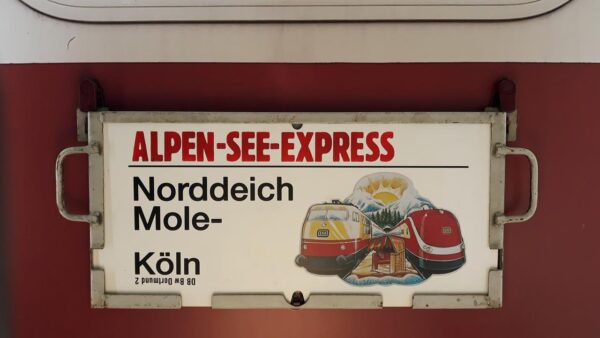 ALPEN-SEE-EXPRESS
Norddeich
Mole-
Köln
DB Bw Dortmund 2